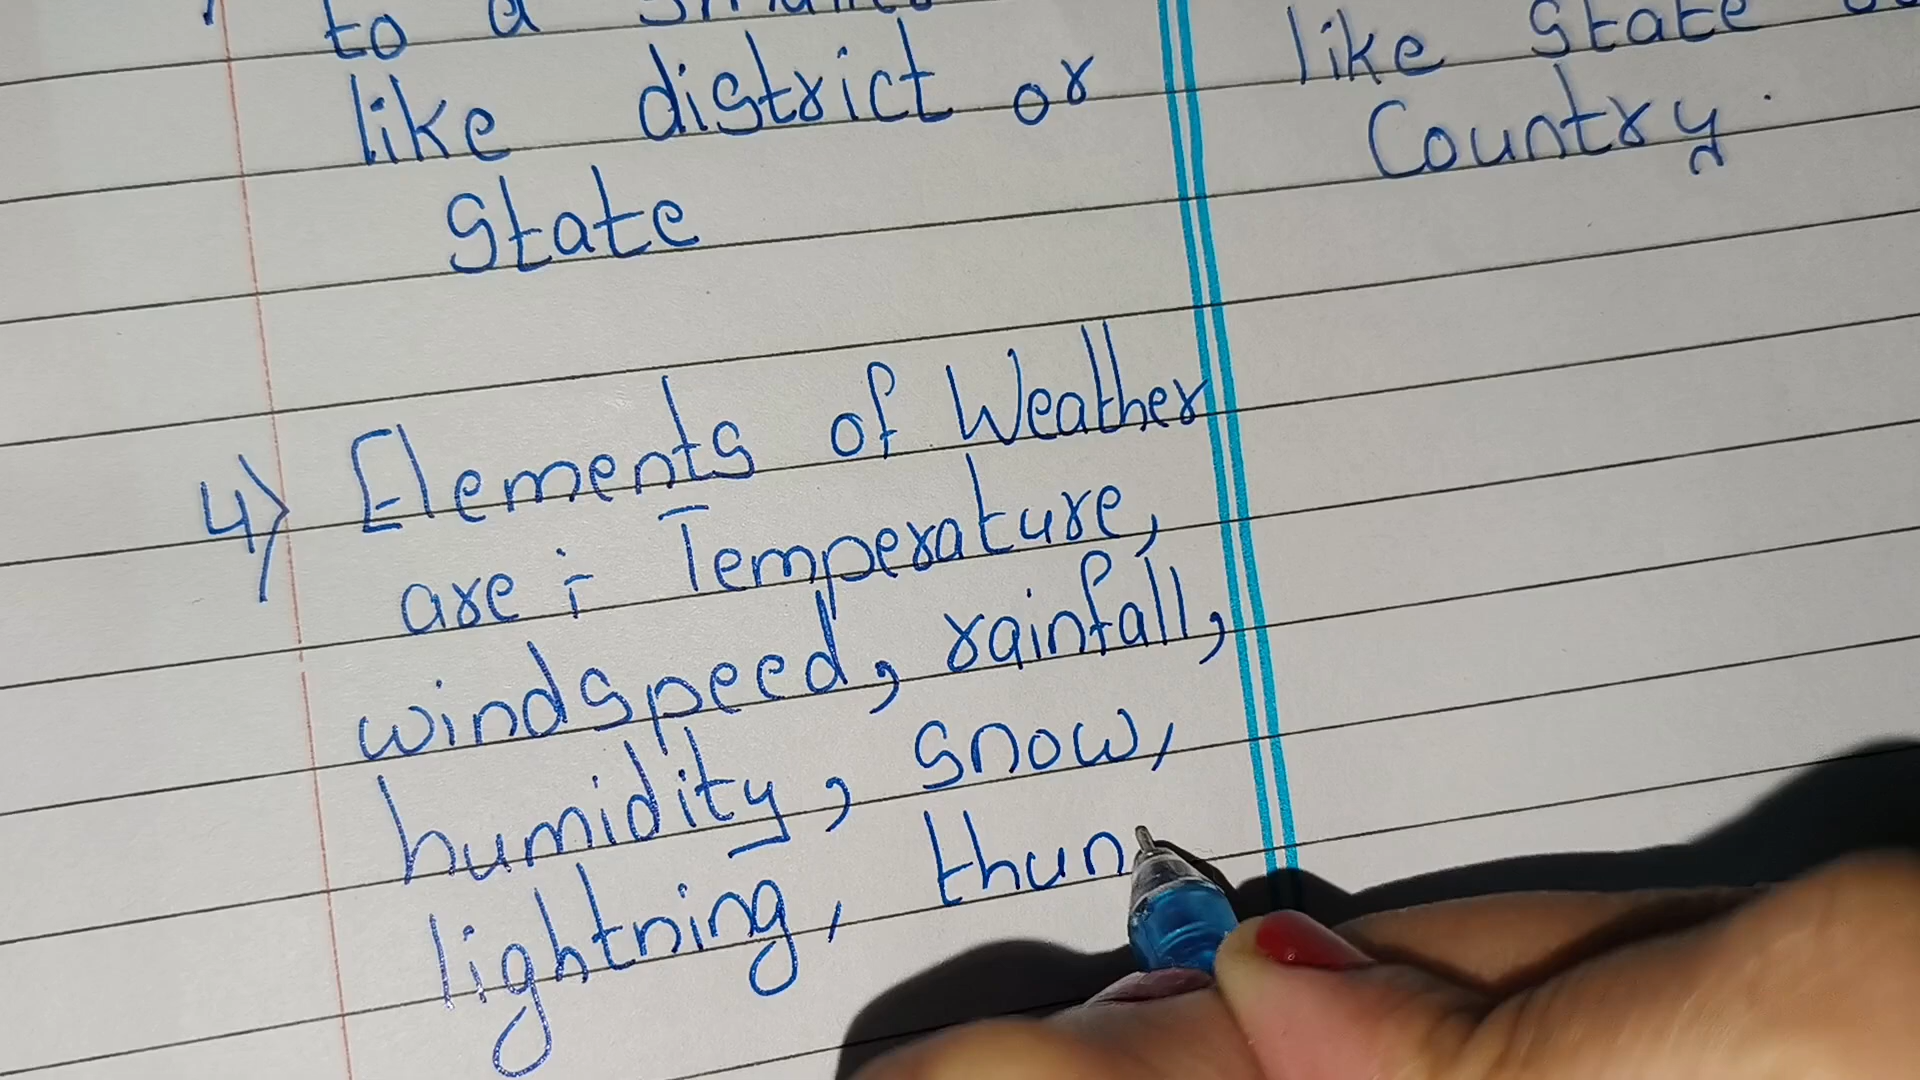 to a
like district or
State
4) Elements of Weather
are :- Temperature,
windspeed, rainfall,
humidity, snow,
lightning, thun
like State
Country.